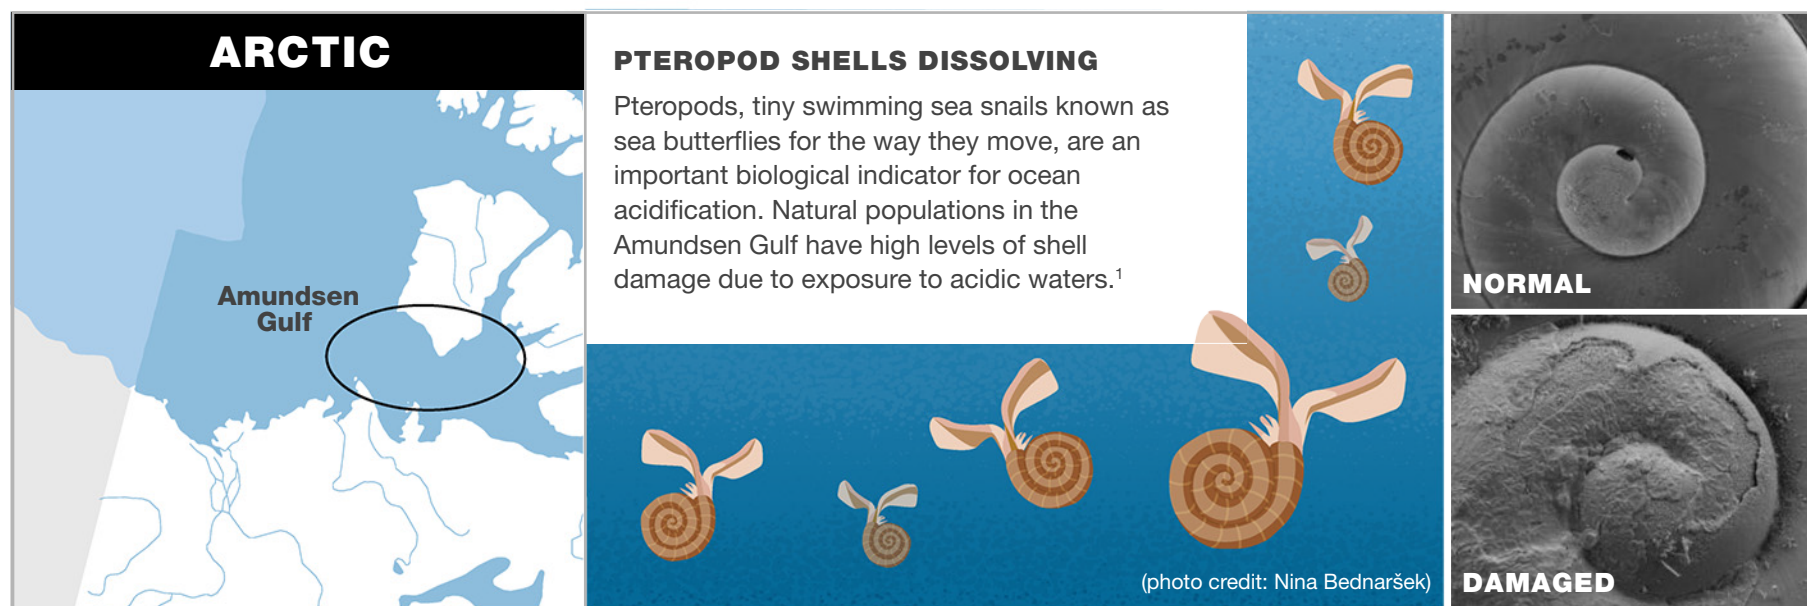 ARCTIC
Amundsen
Gulf
PTEROPOD SHELLS DISSOLVING
Pteropods, tiny swimming sea snails known as
sea butterflies for the way they move, are an
important biological indicator for ocean
acidification. Natural populations in the
Amundsen Gulf have high levels of shell
damage due to exposure to acidic waters.¹
(photo credit: Nina Bednaršek)
NORMAL
DAMAGED